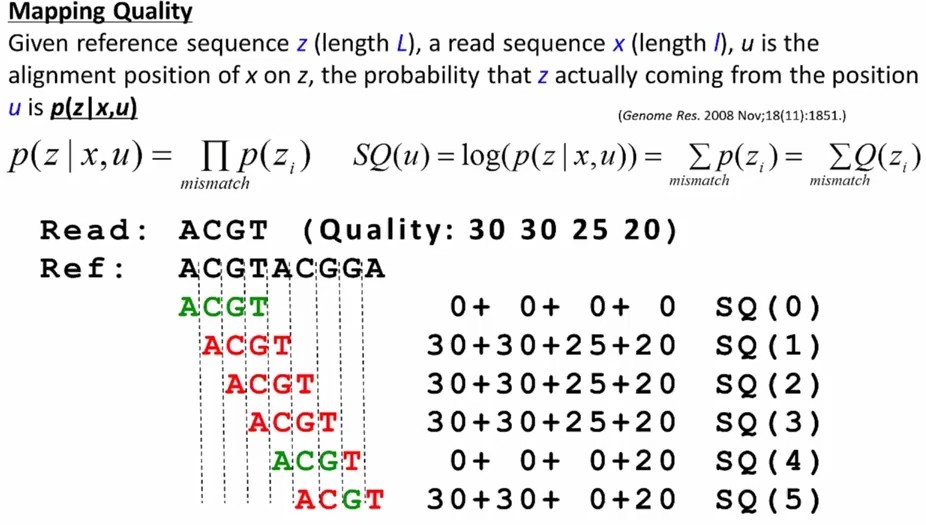 Mapping Quality
Given reference sequence z (length L), a read sequence x (length l), u is the
alignment position of x on z, the probability that z actually coming from the position
u is p(z|x,u)
(Genome Res. 2008 Nov;18(11):1851.)
p(z | x,u) = ∏ p(z_i) SQ(u) = log(p(z | x,u)) = ∑ p(z_i) = ∑ Q(z_i)
mismatch mismatch mismatch
Read: ACGT (Quality: 30 30 25 20)
Ref: ACGTACGGA
ACGT 0+ 0+ 0+ 0 SQ(0)
ACGT 30+30+25+20 SQ(1)
ACGT 30+30+25+20 SQ(2)
ACGT 30+30+25+20 SQ(3)
ACGT 0+ 0+ 0+20 SQ(4)
ACGT 30+30+ 0+20 SQ(5)